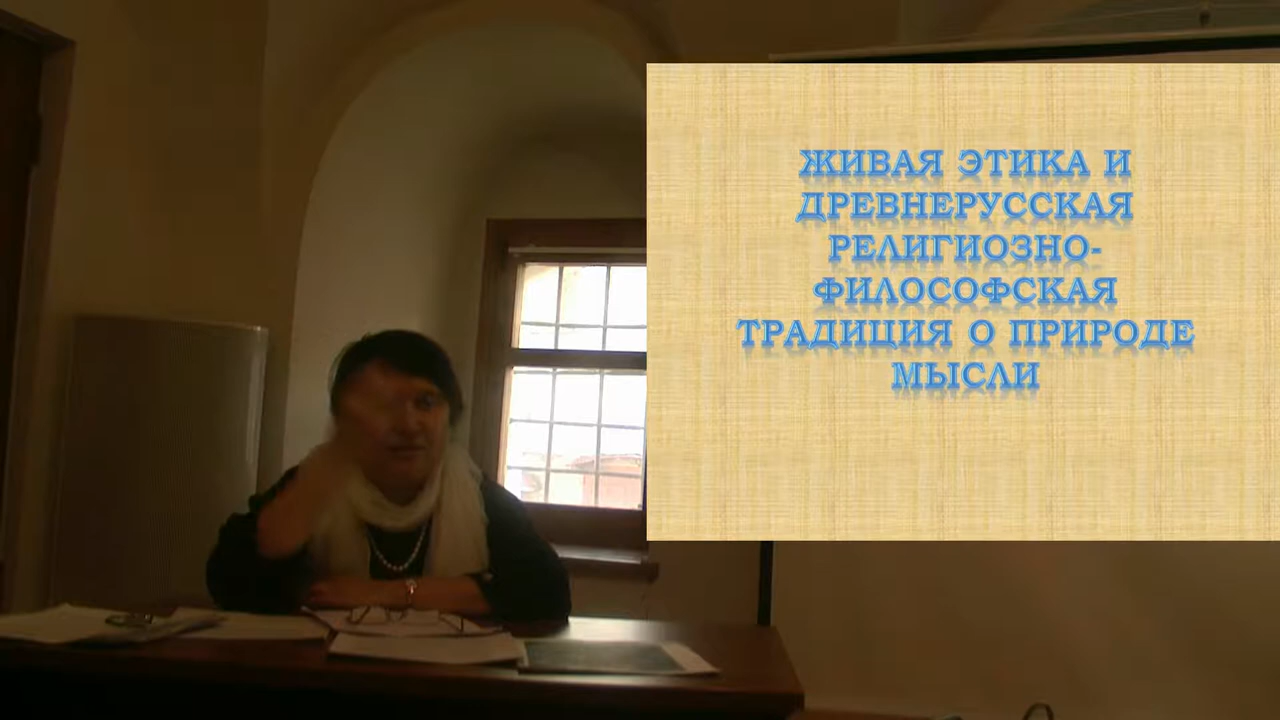 ЖИВАЯ ЭТИКА И
ДРЕВНЕРУССКАЯ
РЕЛИГИОЗНО-
ФИЛОСОФСКАЯ
ТРАДИЦИЯ О ПРИРОДЕ
МЫСЛИ